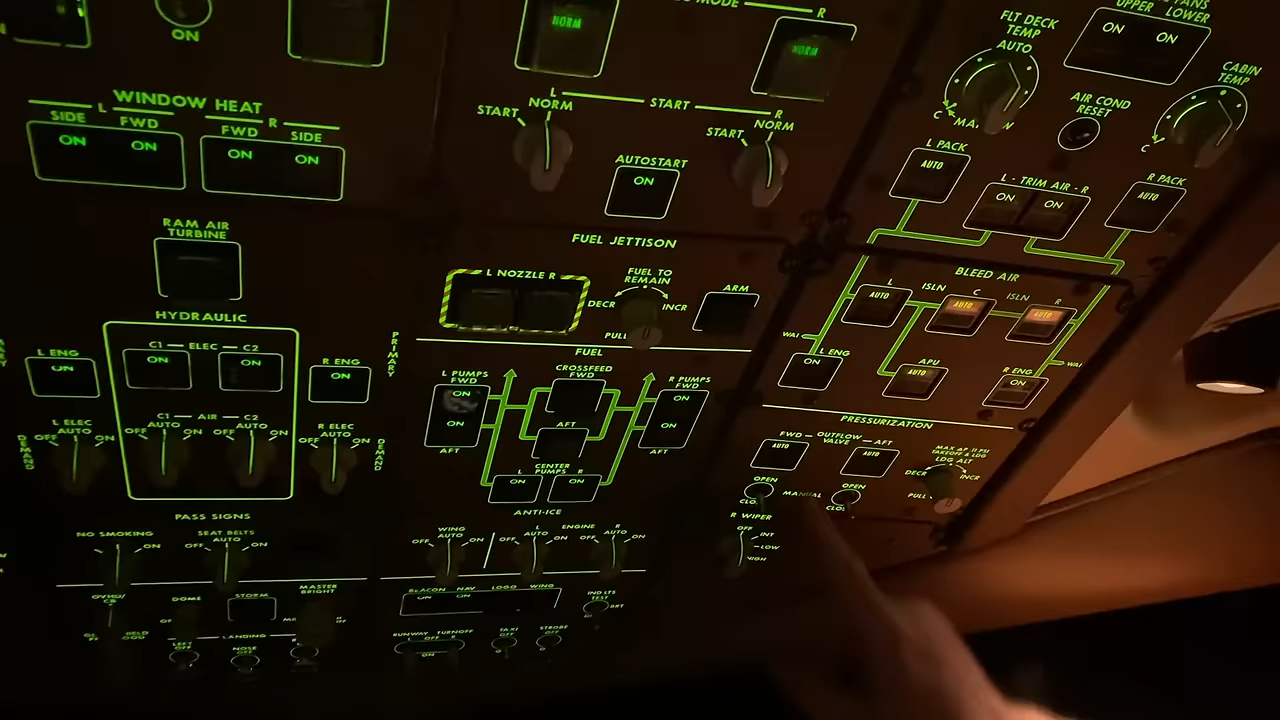 ON
NORM
MODE
R
NORM
UPPER LOWER
ON ON
FLT DECK
TEMP
AUTO
C
CABIN
TEMP
C
AIR COND
RESET
WINDOW HEAT
L
SIDE FWD
ON ON
R
FWD SIDE
ON ON
L START R
START NORM
START NORM
AUTOSTART
ON
L PACK
AUTO
L - TRIM AIR - R
ON ON
R PACK
AUTO
RAM AIR
TURBINE
FUEL JETTISON
L NOZZLE R
FUEL TO
REMAIN
DECR INCR
PULL
ARM
BLEED AIR
L ISLN C ISLN R
AUTO AUTO AUTO
L ENG
ON
APU
AUTO
R ENG
ON
HYDRAULIC
L ENG
ON
C1 - ELEC - C2
ON ON
R ENG
ON
PRIMARY
L ELEC
OFF AUTO ON
C1 - AIR - C2
OFF AUTO ON OFF AUTO ON
R ELEC
OFF AUTO ON
DEMAND
DEMAND
FUEL
L PUMPS
FWD
ON
ON
AFT
CROSSFEED
FWD
AFT
R PUMPS
FWD
ON
ON
AFT
CENTER
L PUMPS R
ON ON
PRESSURIZATION
FWD - OUTFLOW VALVE - AFT
AUTO AUTO
OPEN MANUAL OPEN
LDG ALT
DECR INCR
PULL
PASS SIGNS
NO SMOKING
ON
SEAT BELTS
OFF AUTO ON
ANTI-ICE
WING
OFF AUTO ON
L ENGINE R
OFF AUTO ON OFF AUTO ON
R WIPER
OFF
INT
LOW
HIGH
DOME
STORM
MASTER
BRIGHT
LANDING
LEFT
OFF
NOSE
OFF
BEACON NAV LOGO WING
ON ON
IND LTS
TEST
BRT
RUNWAY TURNOFF
OFF
ON
TAXI
OFF
STROBE
OFF